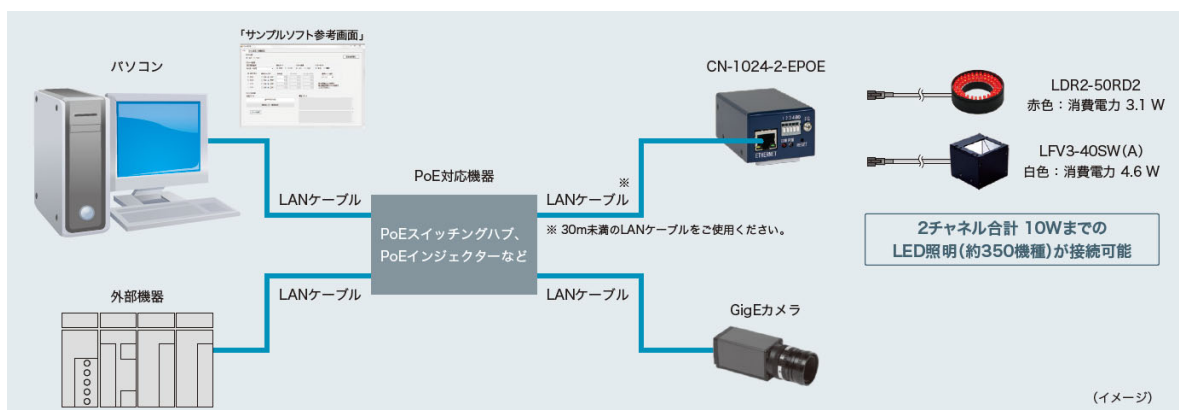 「サンプルソフト参考画面」
パソコン
CN-1024-2-EPOE
LDR2-50RD2
赤色：消費電力 3.1 W
ETHERNET
LFV3-40SW(A)
白色：消費電力 4.6 W
PoE対応機器
LANケーブル
※
LANケーブル
※ 30m未満のLANケーブルをご使用ください。
PoEスイッチングハブ、
PoEインジェクターなど
2チャネル合計 10Wまでの
LED照明(約350機種)が接続可能
外部機器
LANケーブル
LANケーブル
GigEカメラ
(イメージ)